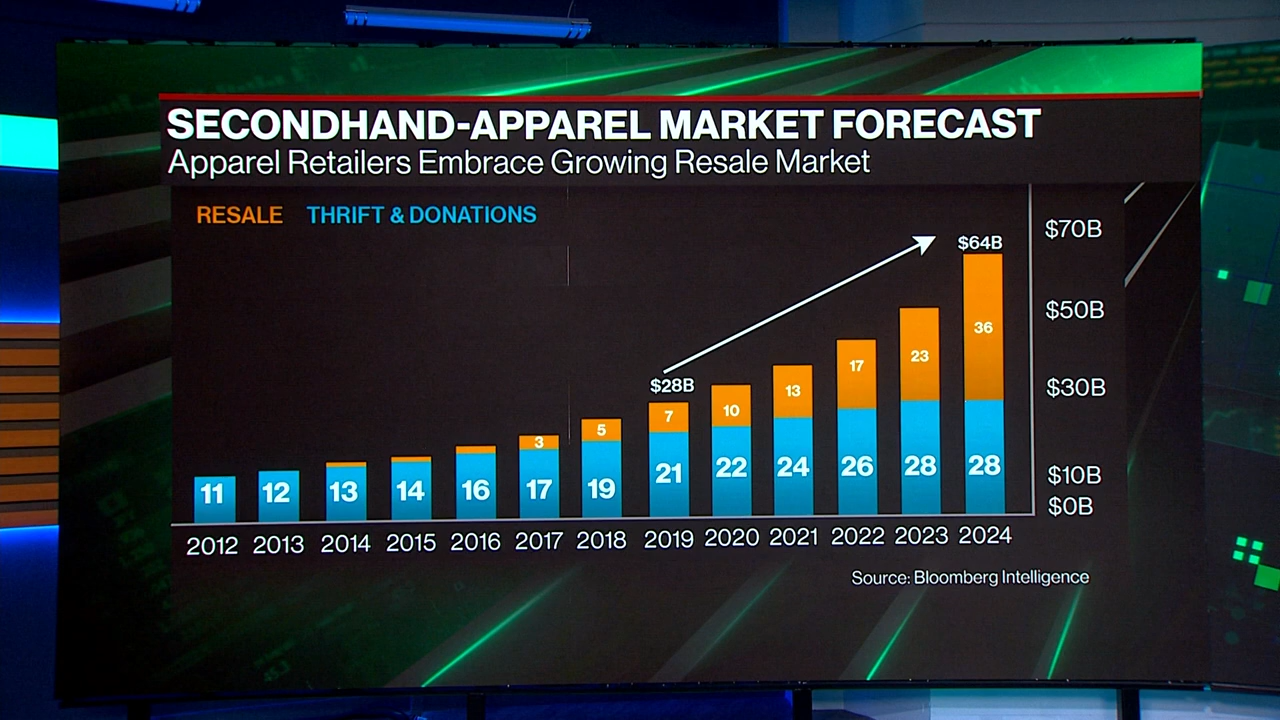 SECONDHAND-APPAREL MARKET FORECAST
Apparel Retailers Embrace Growing Resale Market
RESALE THRIFT & DONATIONS
$70B
$64B
$50B
36
23
17
$30B
$28B
13
10
7
5
3
11 12 13 14 16 17 19 21 22 24 26 28 28
$10B
$0B
2012 2013 2014 2015 2016 2017 2018 2019 2020 2021 2022 2023 2024
Source: Bloomberg Intelligence